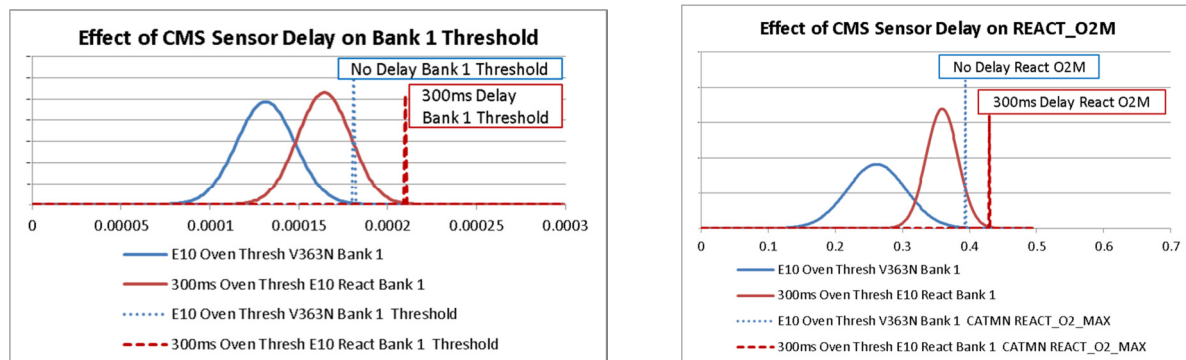 Effect of CMS Sensor Delay on Bank 1 Threshold
No Delay Bank 1 Threshold
300ms Delay
Bank 1 Threshold
0 0.00005 0.0001 0.00015 0.0002 0.00025 0.0003
E10 Oven Thresh V363N Bank 1
300ms Oven Thresh E10 React Bank 1
E10 Oven Thresh V363N Bank 1 Threshold
300ms Oven Thresh E10 React Bank 1 Threshold
Effect of CMS Sensor Delay on REACT_O2M
No Delay React O2M
300ms Delay React O2M
0 0.1 0.2 0.3 0.4 0.5 0.6 0.7
E10 Oven Thresh V363N Bank 1
300ms Oven Thresh E10 React Bank 1
E10 Oven Thresh V363N Bank 1 CATMN REACT_O2_MAX
300ms Oven Thresh E10 React Bank 1 CATMN REACT_O2_MAX